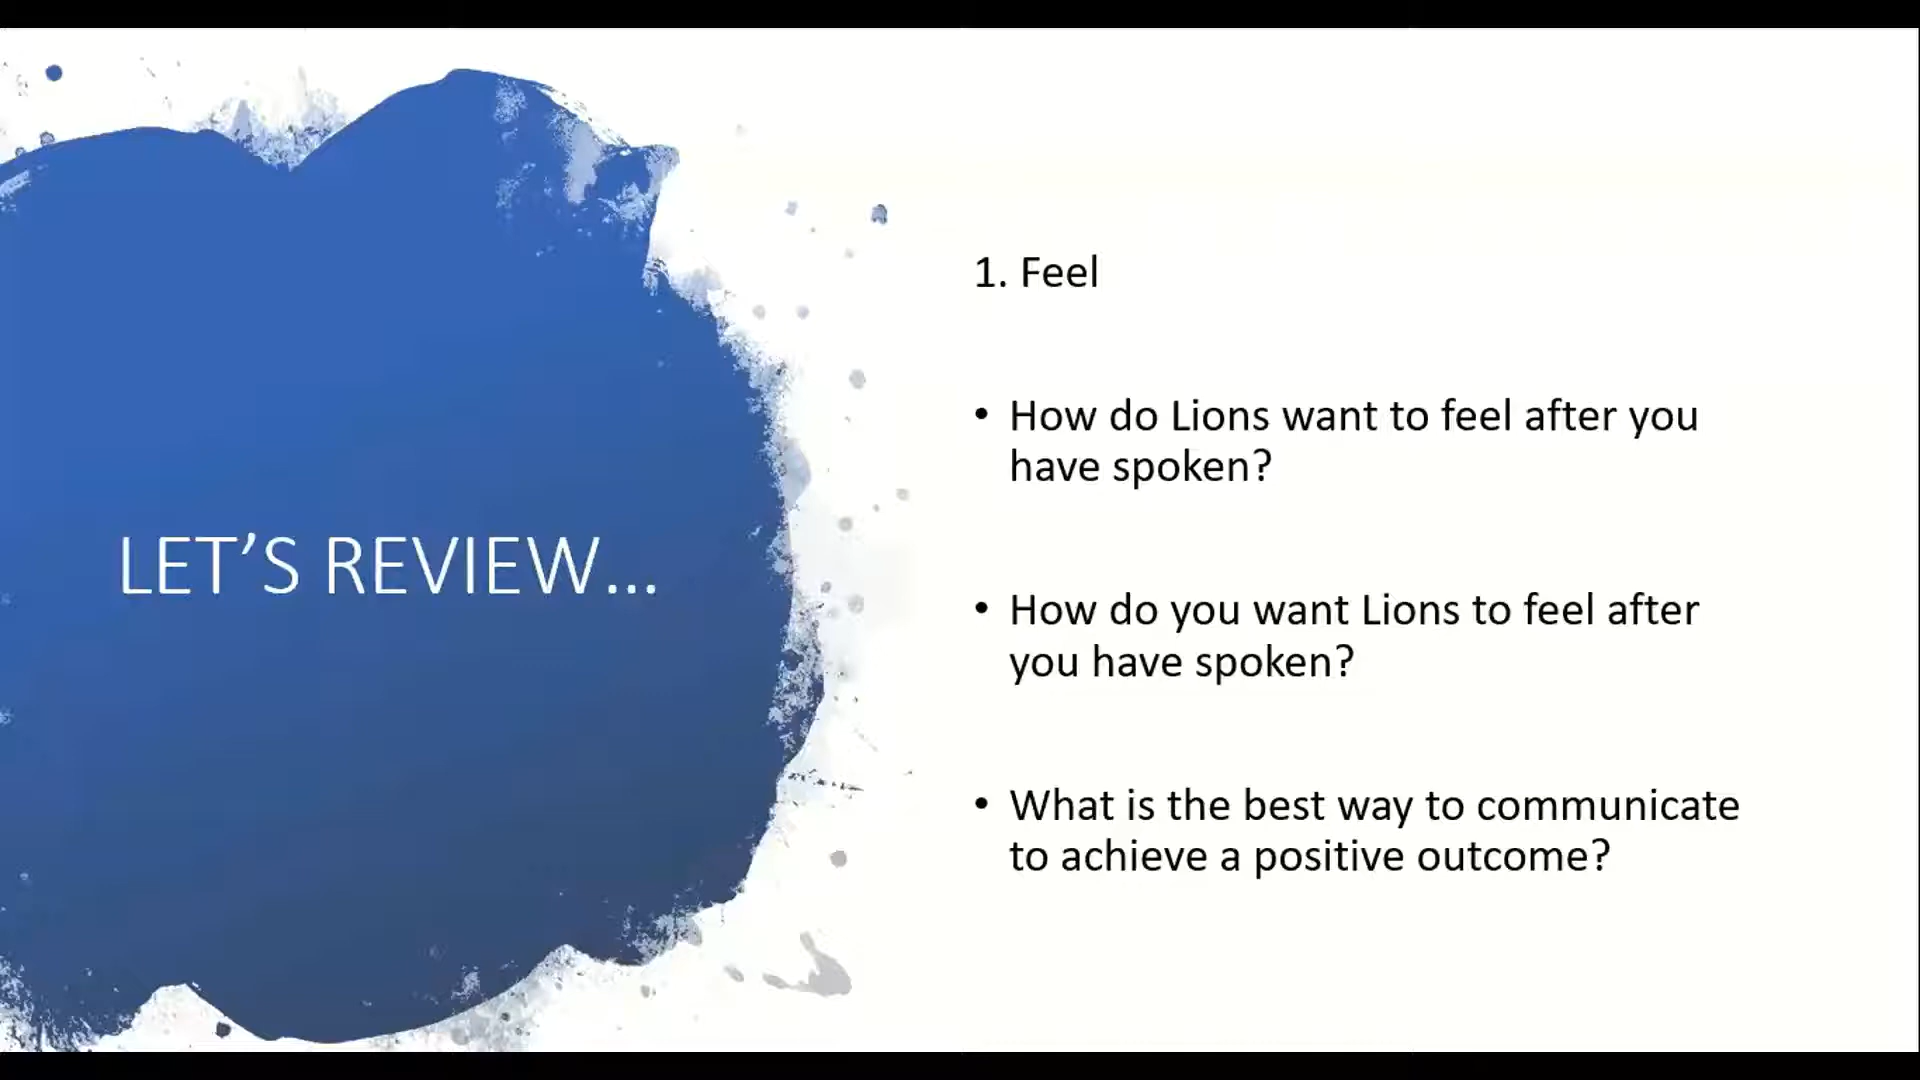 LET’S REVIEW...
1. Feel
• How do Lions want to feel after you
have spoken?
• How do you want Lions to feel after
you have spoken?
• What is the best way to communicate
to achieve a positive outcome?